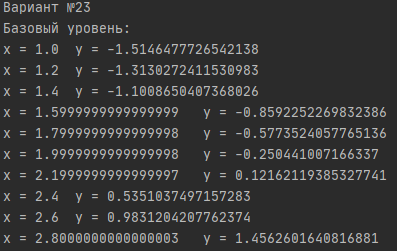 Вариант №23
Базовый уровень:
x = 1.0  y = -1.5146477726542138
x = 1.2  y = -1.3130272411530983
x = 1.4  y = -1.1008650407368026
x = 1.5999999999999999   y = -0.8592252269832386
x = 1.7999999999999998   y = -0.5773524057765136
x = 1.9999999999999998   y = -0.250441007166337
x = 2.1999999999999997   y = 0.12162119385327741
x = 2.4  y = 0.5351037497157283
x = 2.6  y = 0.9831204207762374
x = 2.8000000000000003   y = 1.4562601640816881